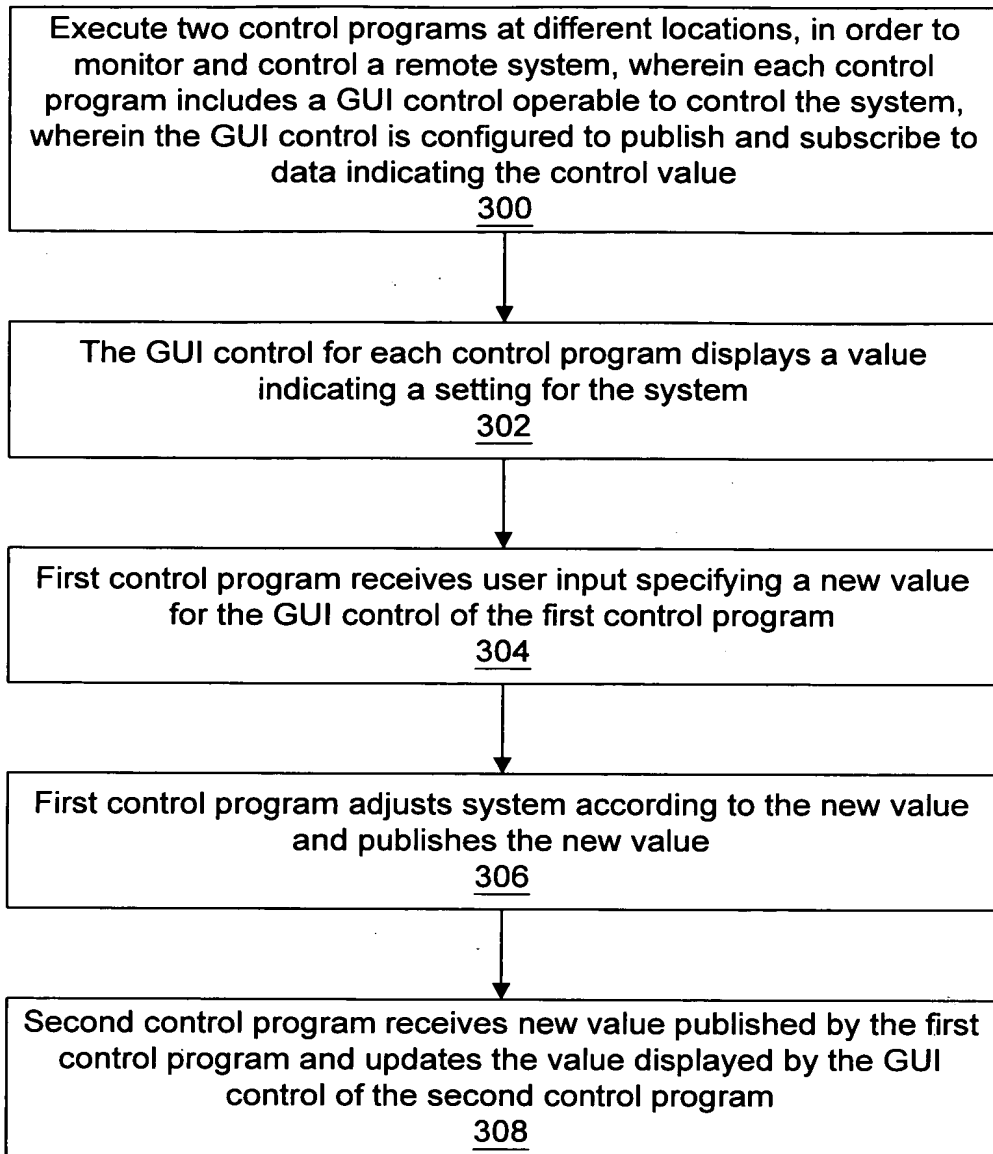 Execute two control programs at different locations, in order to
monitor and control a remote system, wherein each control
program includes a GUI control operable to control the system,
wherein the GUI control is configured to publish and subscribe to
data indicating the control value
300
The GUI control for each control program displays a value
indicating a setting for the system
302
First control program receives user input specifying a new value
for the GUI control of the first control program
304
First control program adjusts system according to the new value
and publishes the new value
306
Second control program receives new value published by the first
control program and updates the value displayed by the GUI
control of the second control program
308